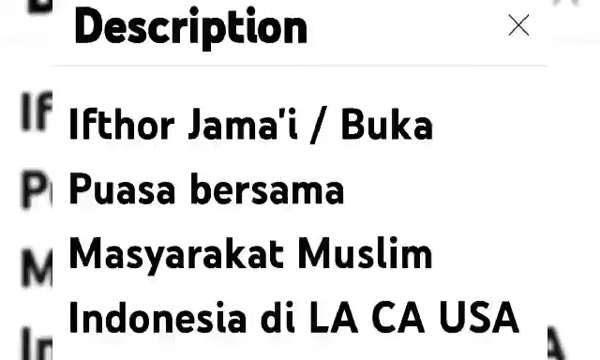 Description
Ifthor Jama'i / Buka
Puasa bersama
Masyarakat Muslim
Indonesia di LA CA USA